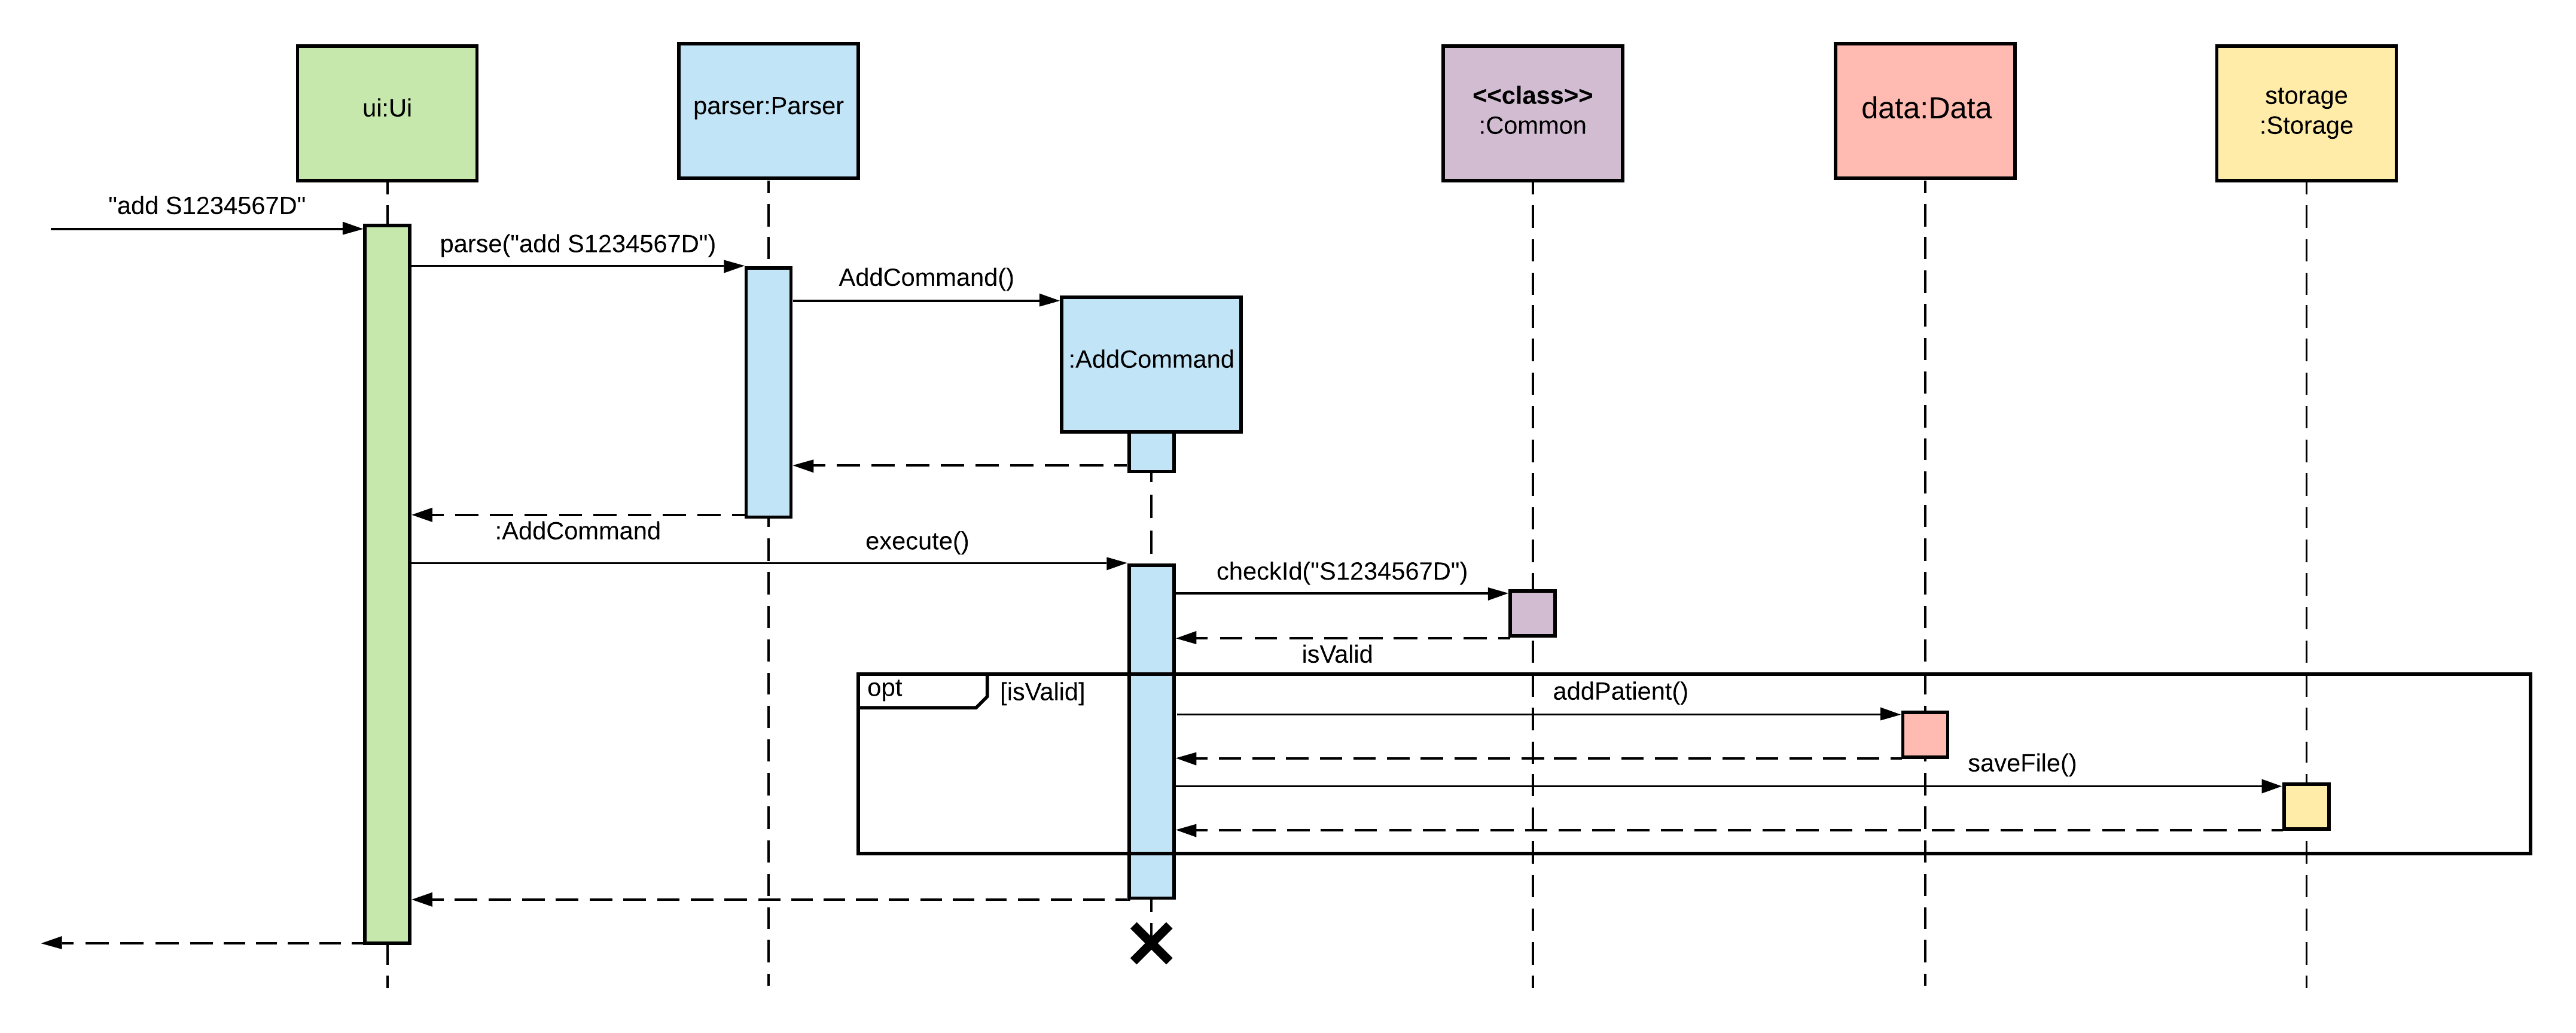 ui:Ui
parser:Parser
<<class>>
:Common
data:Data
storage
:Storage
"add S1234567D"
parse("add S1234567D")
AddCommand()
:AddCommand
:AddCommand
execute()
checkId("S1234567D")
isValid
opt
[isValid]
addPatient()
saveFile()